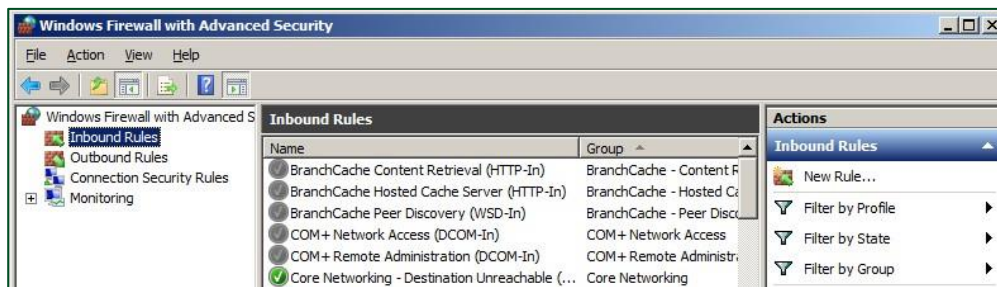 Windows Firewall with Advanced Security
File Action View Help
Windows Firewall with Advanced S
Inbound Rules
Outbound Rules
Connection Security Rules
Monitoring
Inbound Rules
Name Group
BranchCache Content Retrieval (HTTP-In) BranchCache - Content R
BranchCache Hosted Cache Server (HTTP-In) BranchCache - Hosted Ca
BranchCache Peer Discovery (WSD-In) BranchCache - Peer Disco
COM+ Network Access (DCOM-In) COM+ Network Access
COM+ Remote Administration (DCOM-In) COM+ Remote Administra
Core Networking - Destination Unreachable (... Core Networking
Actions
Inbound Rules
New Rule...
Filter by Profile
Filter by State
Filter by Group